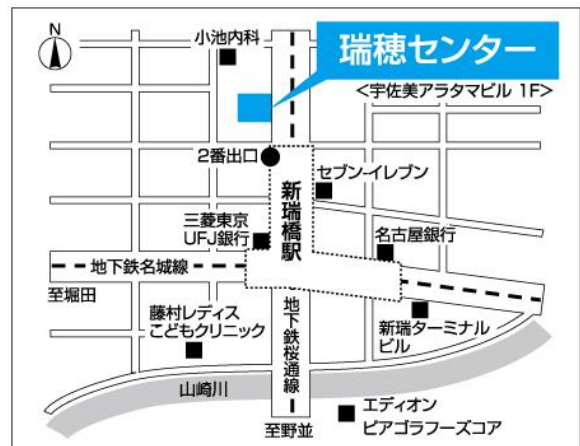 N
小池内科
瑞穂センター
<宇佐美アラタマビル 1F>
2番出口
セブン-イレブン
新瑞橋駅
三菱東京
UFJ銀行
名古屋銀行
地下鉄名城線
至堀田
藤村レディス
こどもクリニック
地下鉄桜通線
新瑞ターミナル
ビル
山崎川
エディオン
ピアゴラフーズコア
至野並